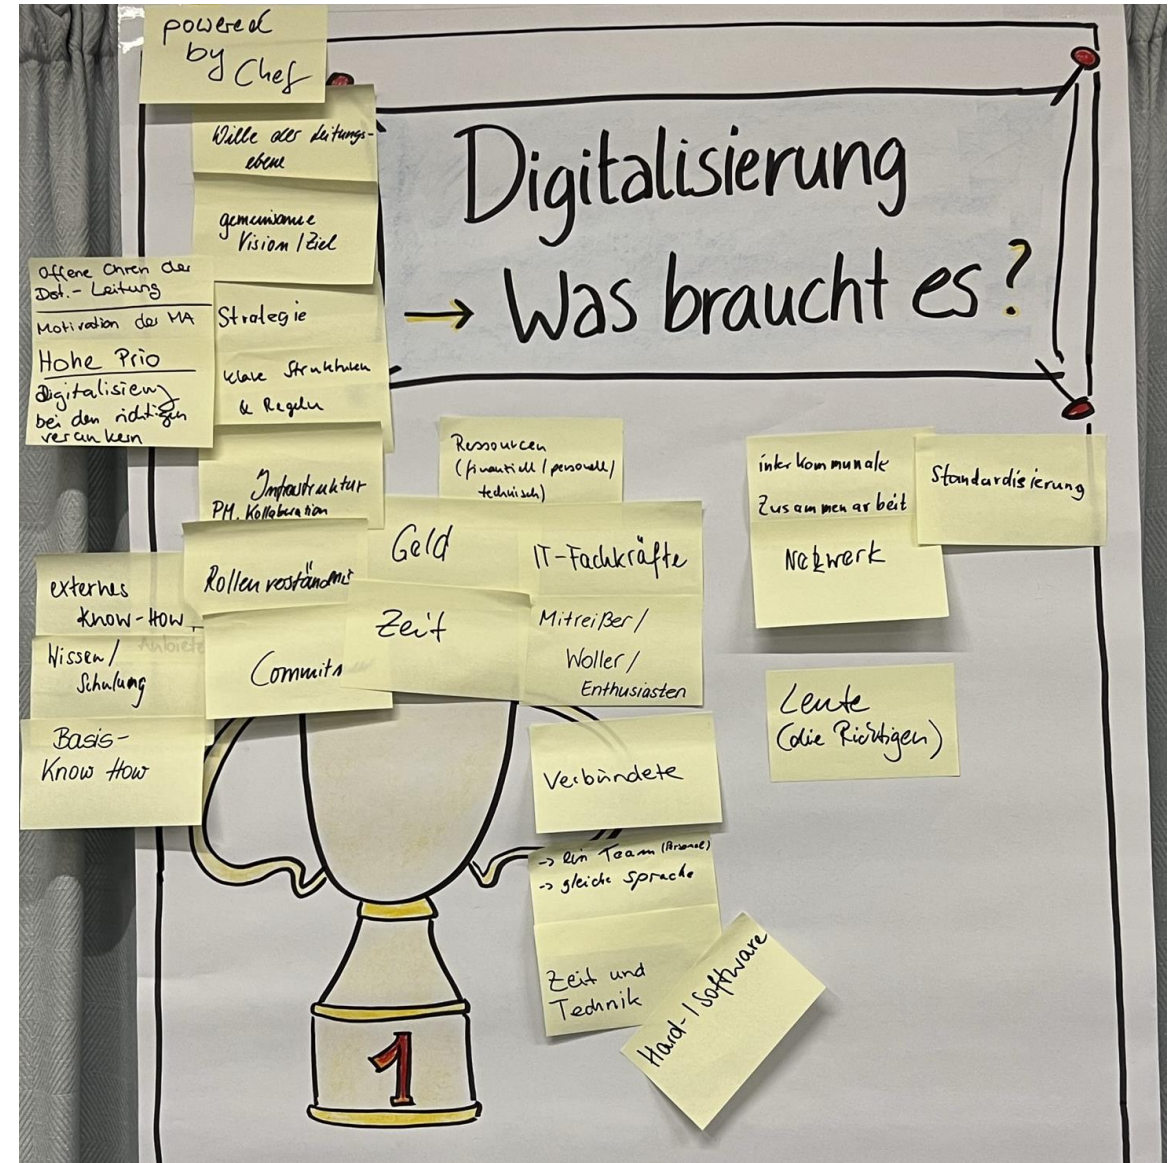 powered
by
Chef
Wille der Leitungs-
ebene
gemeinsame
Vision / Ziel
Digitalisierung
→ Was braucht es?
Offene Ohren der
Dst.- Leitung
Motivation der MA
Hohe Prio
Digitalisierung
bei den richtigen
verankern
Strategie
klare Strukturen
& Regeln
Infrastruktur
PM, Kollaboration
Rollenverständnis
Commits
externes
Know-How
Anbiete
Wissen /
Schulung
Basis-
Know How
Ressourcen
(finanziell / personell /
technisch)
Geld
Zeit
IT-Fachkräfte
Mitreißer /
Woller /
Enthusiasten
Verbündete
-> ein Team (Personal)
-> gleiche Sprache
Zeit und
Technik
Hard- / Software
interkommunale
Zusammenarbeit
Netzwerk
Standardisierung
Leute
(die Richtigen)
1